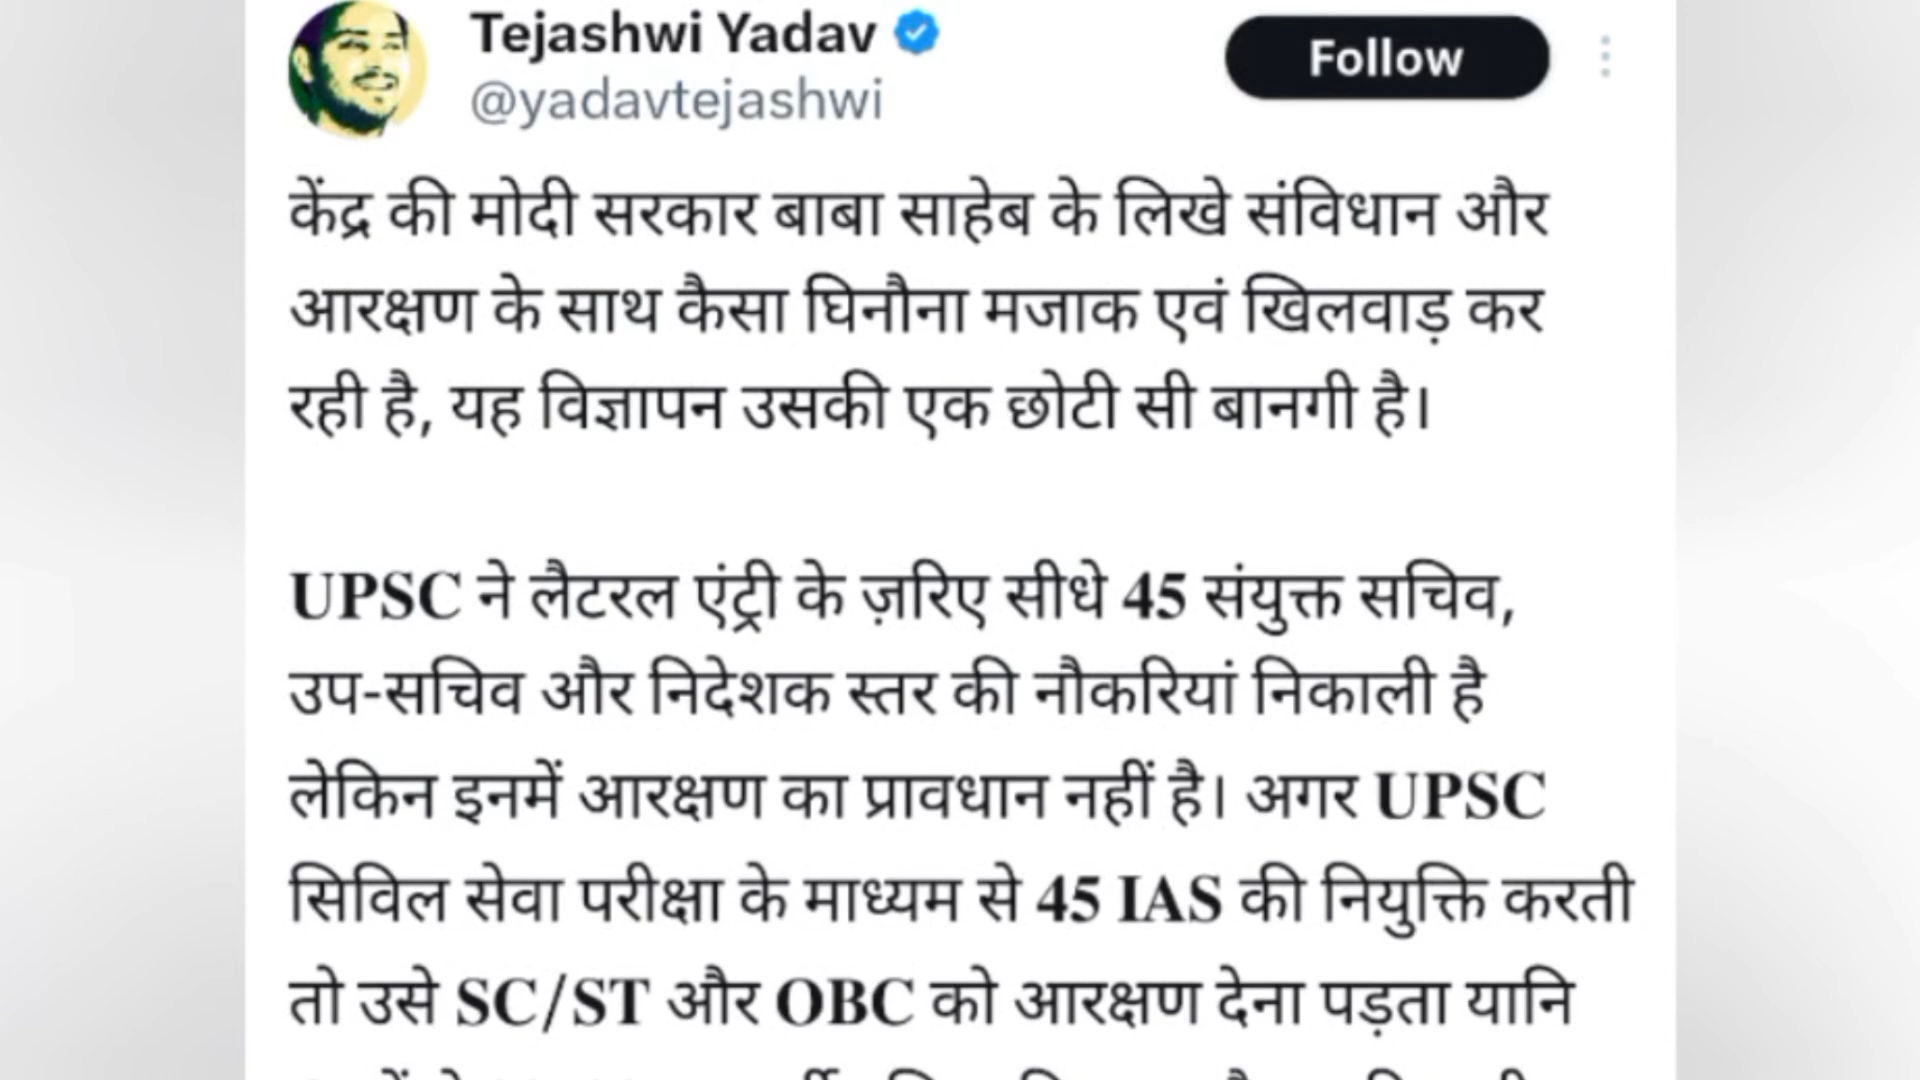 Tejashwi Yadav
@yadavtejashwi
Follow
केंद्र की मोदी सरकार बाबा साहेब के लिखे संविधान और
आरक्षण के साथ कैसा घिनौना मजाक एवं खिलवाड़ कर
रही है, यह विज्ञापन उसकी एक छोटी सी बानगी है।
UPSC ने लैटरल एंट्री के ज़रिए सीधे 45 संयुक्त सचिव,
उप-सचिव और निदेशक स्तर की नौकरियां निकाली है
लेकिन इनमें आरक्षण का प्रावधान नहीं है। अगर UPSC
सिविल सेवा परीक्षा के माध्यम से 45 IAS की नियुक्ति करती
तो उसे SC/ST और OBC को आरक्षण देना पड़ता यानि